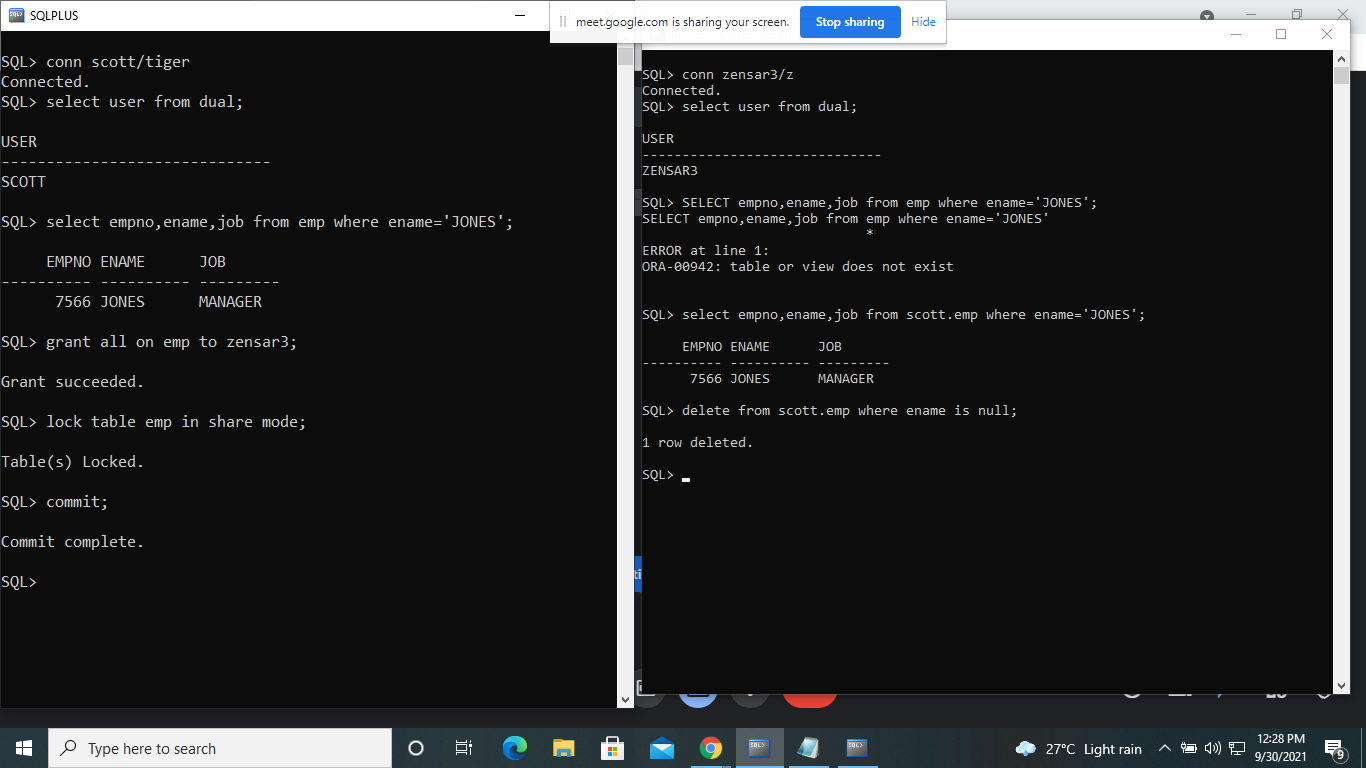 SQLPLUS
meet.google.com is sharing your screen.
Stop sharing
Hide
SQL> conn scott/tiger
Connected.
SQL> select user from dual;
USER
------------------------------
SCOTT
SQL> select empno,ename,job from emp where ename='JONES';
EMPNO ENAME JOB
---------- ---------- ---------
7566 JONES MANAGER
SQL> grant all on emp to zensar3;
Grant succeeded.
SQL> lock table emp in share mode;
Table(s) Locked.
SQL> commit;
Commit complete.
SQL>
SQL> conn zensar3/z
Connected.
SQL> select user from dual;
USER
------------------------------
ZENSAR3
SQL> SELECT empno,ename,job from emp where ename='JONES';
SELECT empno,ename,job from emp where ename='JONES'
*
ERROR at line 1:
ORA-00942: table or view does not exist
SQL> select empno,ename,job from scott.emp where ename='JONES';
EMPNO ENAME JOB
---------- ---------- ---------
7566 JONES MANAGER
SQL> delete from scott.emp where ename is null;
1 row deleted.
SQL>
Type here to search
27°C Light rain
12:28 PM
9/30/2021
9